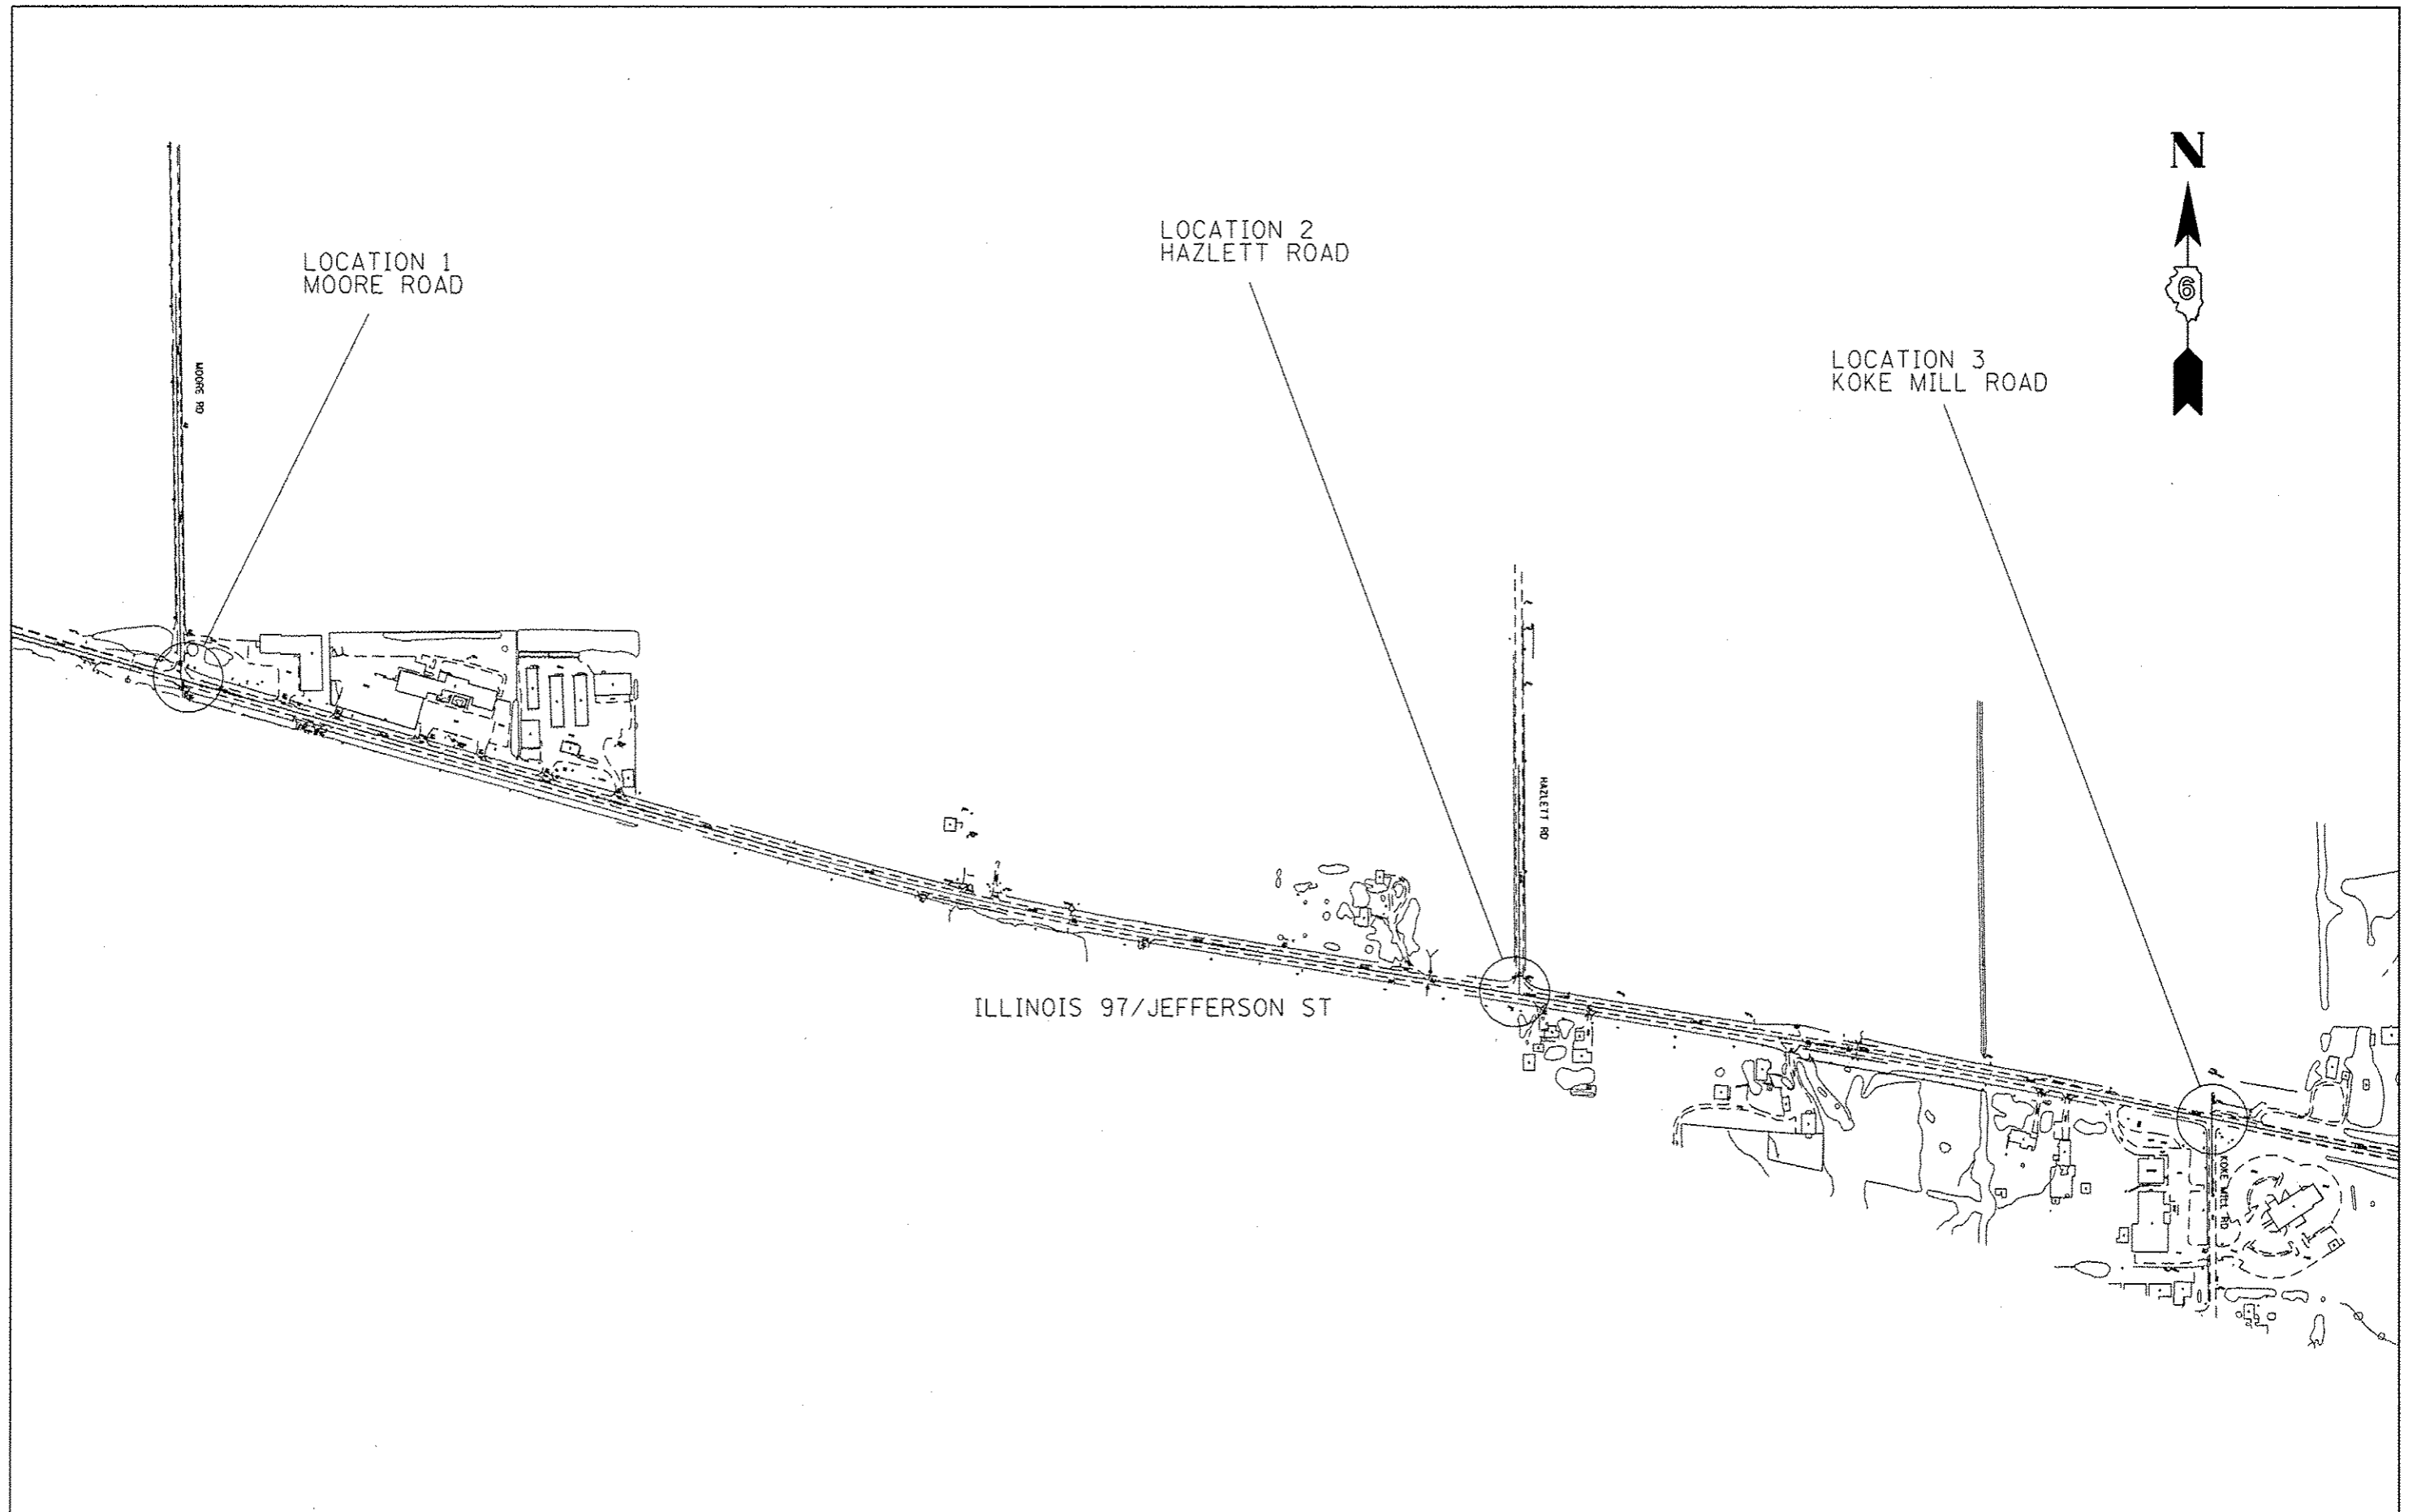 N
LOCATION 2
HAZLETT ROAD
LOCATION 1
MOORE ROAD
6
LOCATION 3
KOKE MILL ROAD
MOORE RD
HAZLETT RD
ILLINOIS 97/JEFFERSON ST
KOKE MILL RD